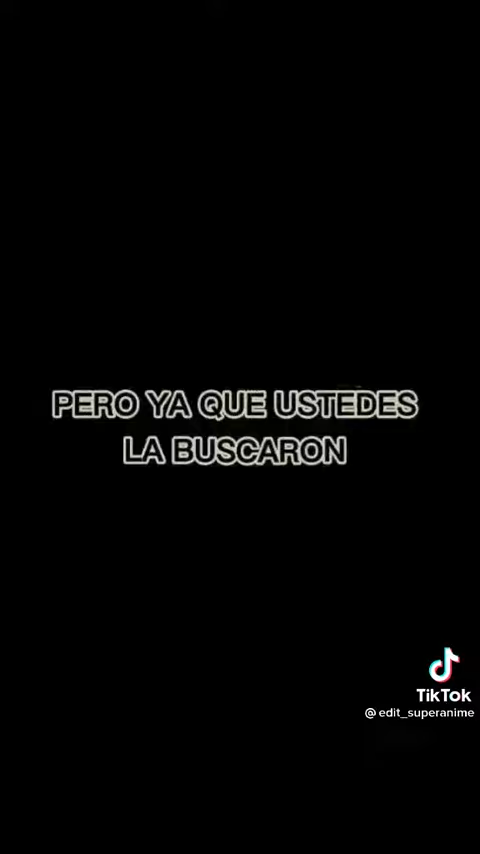 PERO YA QUE USTEDES
LA BUSCARON
TikTok
@edit_superanime